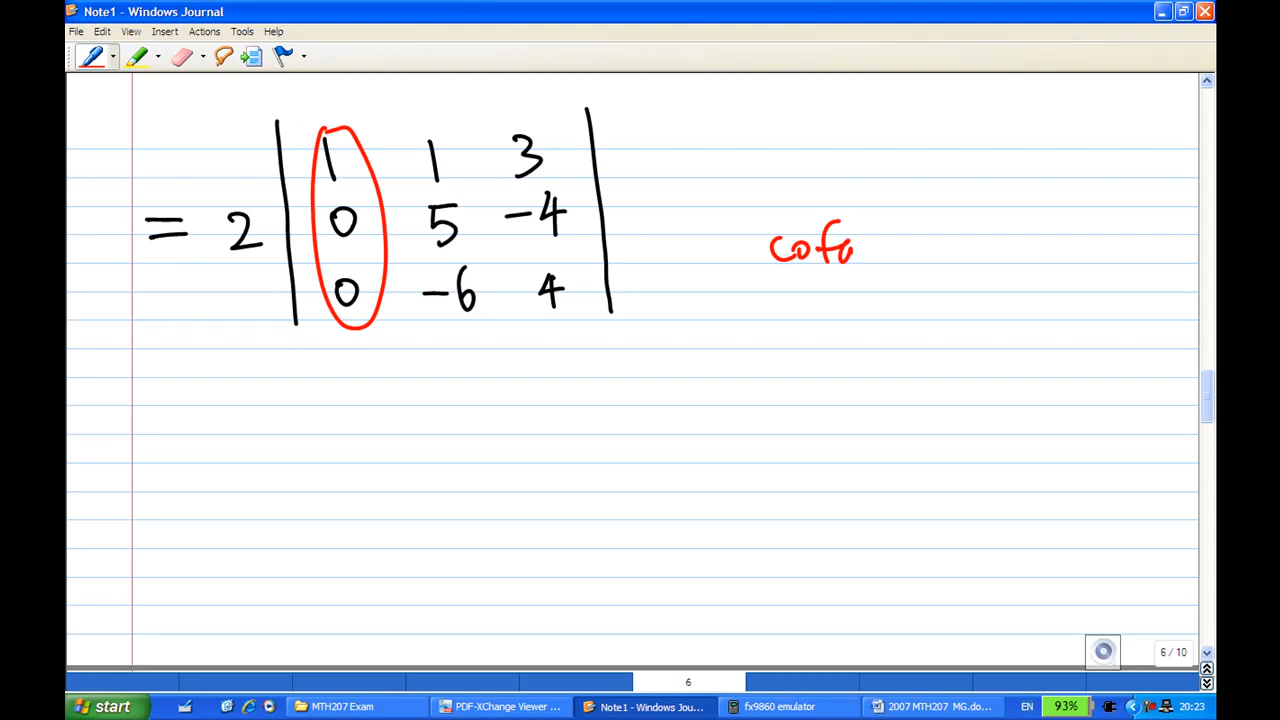 Note1 - Windows Journal
File Edit View Insert Actions Tools Help
1 1 3
= 2 0 5 -4
0 -6 4
cofa
6 / 10
6
start MTH207 Exam PDF-XChange Viewer ... Note1 - Windows Jou... fx9860 emulator 2007 MTH207 MG.do... EN 93% 20:23